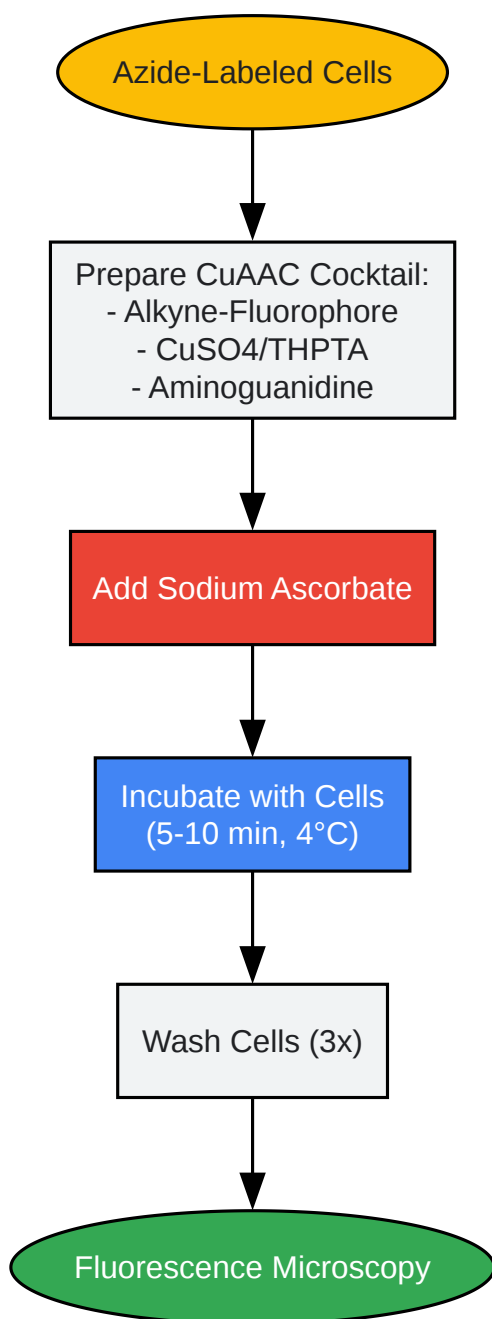 Azide-Labeled Cells
Prepare CuAAC Cocktail:
- Alkyne-Fluorophore
- CuSO4/THPTA
- Aminoguanidine
Add Sodium Ascorbate
Incubate with Cells
(5-10 min, 4°C)
Wash Cells (3x)
Fluorescence Microscopy